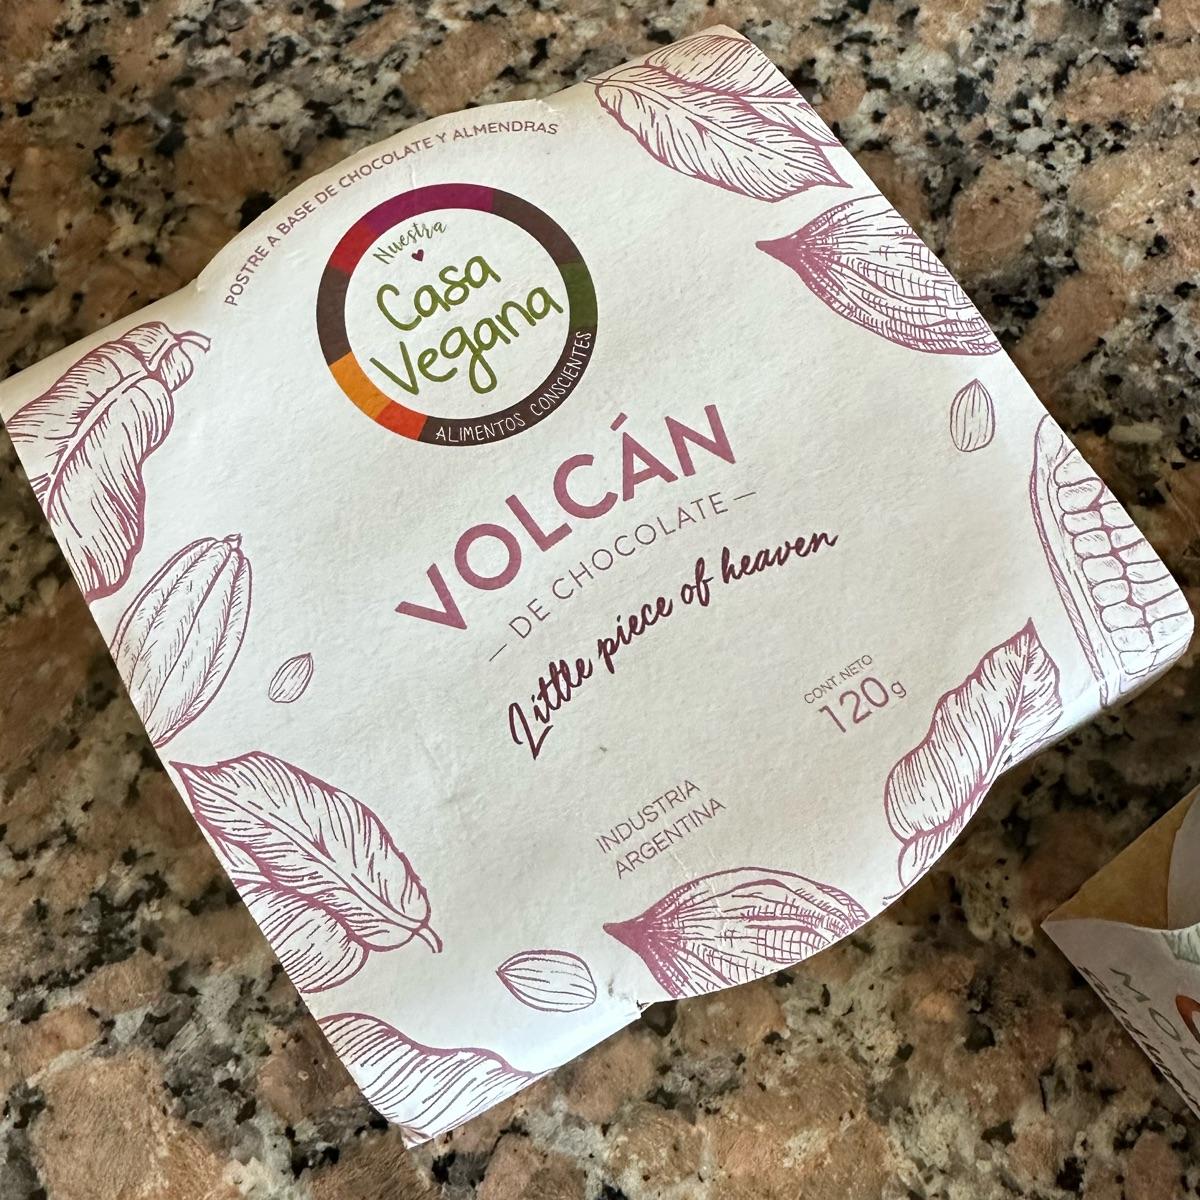 POSTRE A BASE DE CHOCOLATE Y ALMENDRAS
Nuestra
Casa
Vegana
ALIMENTOS CONSCIENTES
VOLCÁN
— DE CHOCOLATE —
Little piece of heaven
CONT. NETO
120g
INDUSTRIA
ARGENTINA